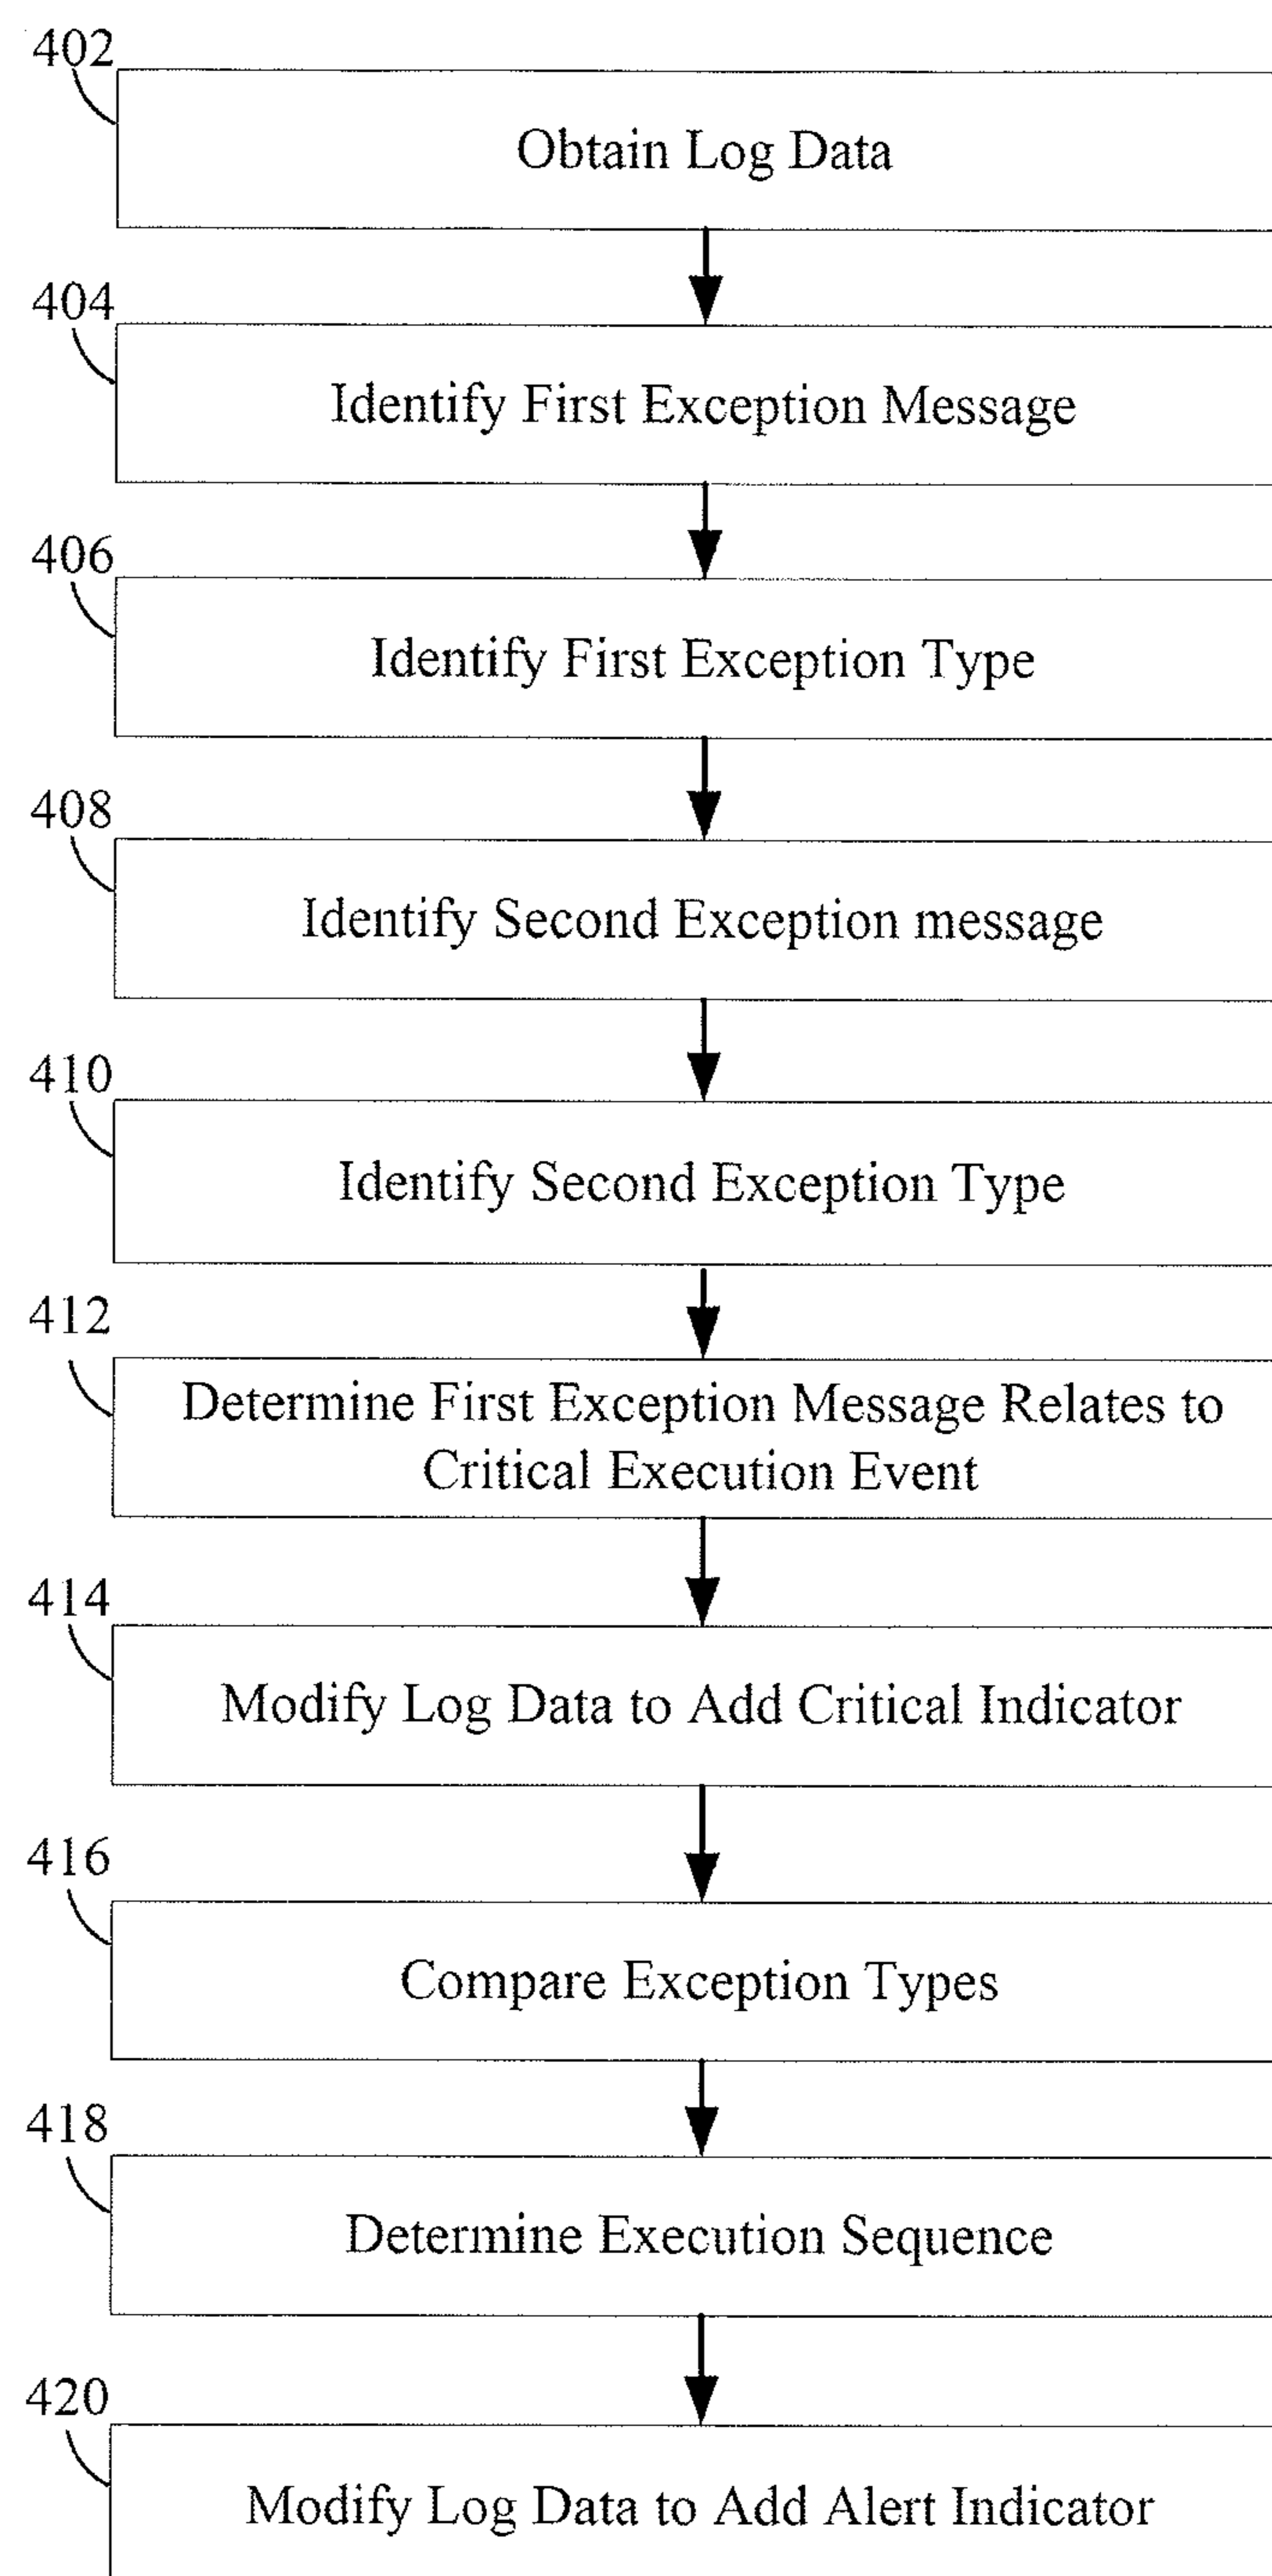 402
Obtain Log Data
404
Identify First Exception Message
406
Identify First Exception Type
408
Identify Second Exception message
410
Identify Second Exception Type
412
Determine First Exception Message Relates to
Critical Execution Event
414
Modify Log Data to Add Critical Indicator
416
Compare Exception Types
418
Determine Execution Sequence
420
Modify Log Data to Add Alert Indicator